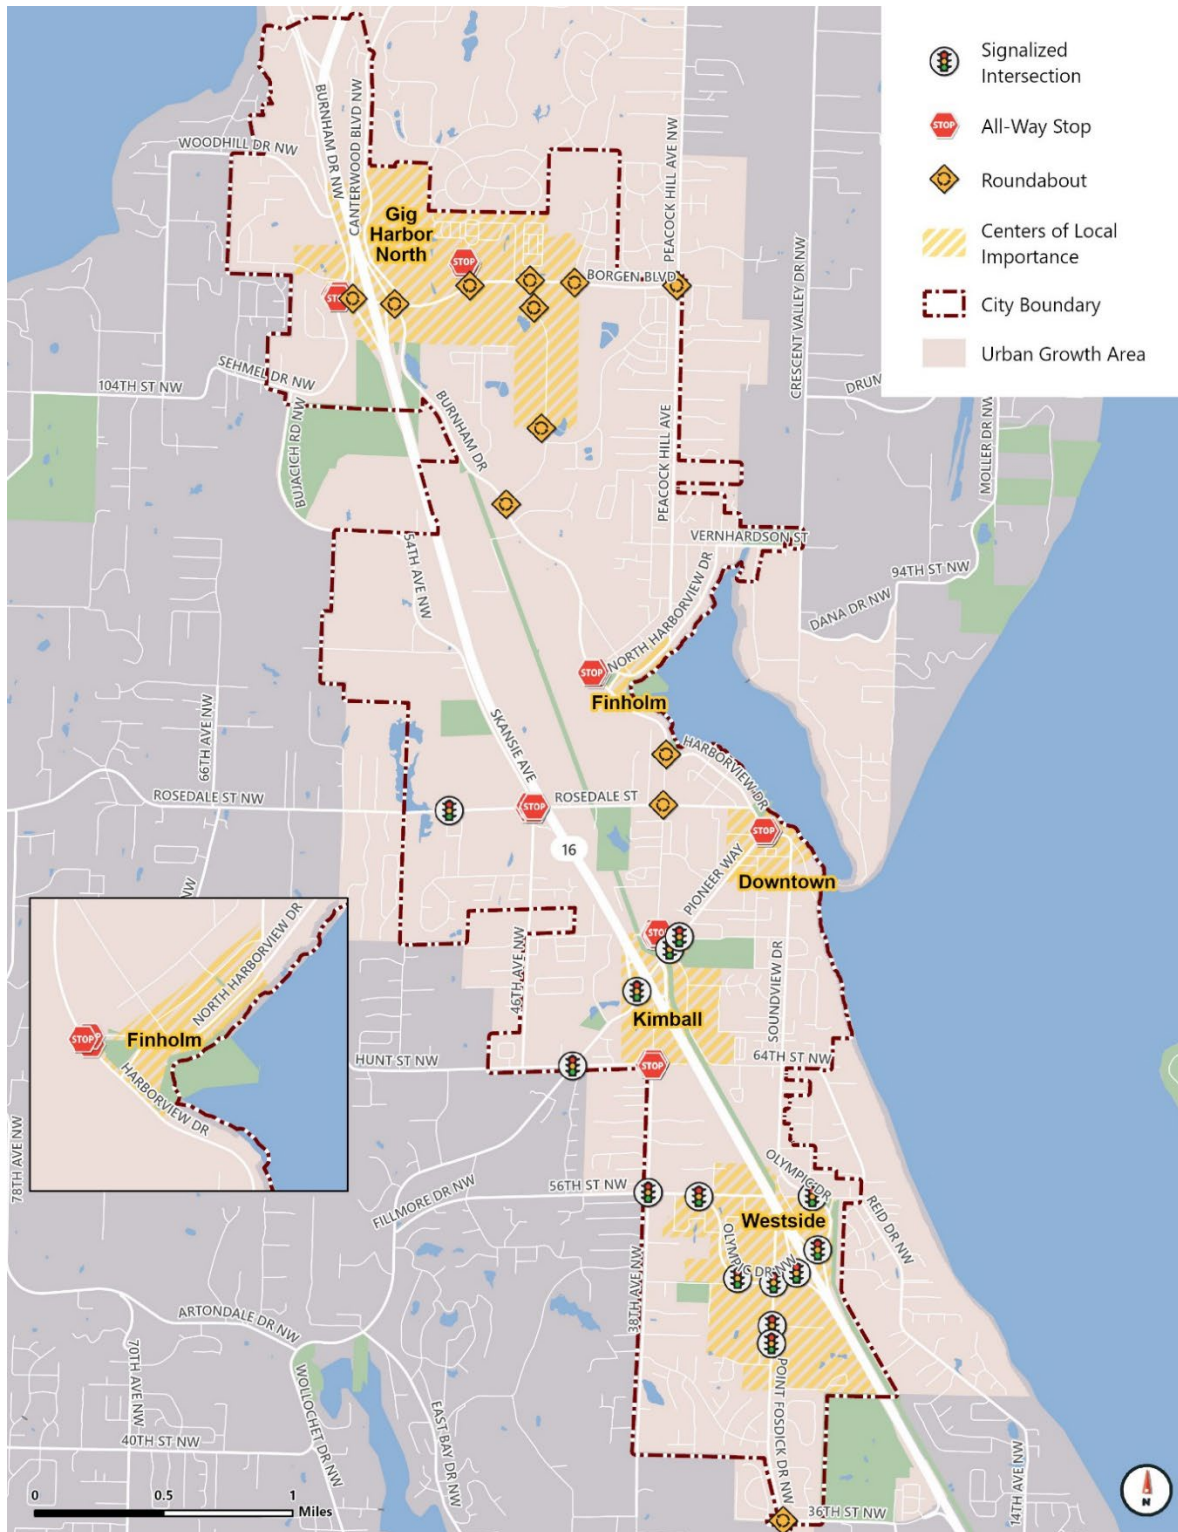 Signalized
Intersection
All-Way Stop
Roundabout
Centers of Local
Importance
City Boundary
Urban Growth Area
STOP
BURNHAM DR NW
CANTERWOOD BLVD NW
WOODHILL DR NW
Gig
Harbor
North
PEACOCK HILL AVE NW
CRESCENT VALLEY DR NW
STOP
BORGEN BLVD
SEHMEL DR NW
104TH ST NW
BURNHAM DR
BUJACICH RD NW
PEACOCK HILL AVE
MOLLER DR NW
54TH AVE NW
VERNHARDSON ST
94TH ST NW
DANA DR NW
NORTH HARBORVIEW DR
STOP
Finholm
66TH AVE NW
SKANSIE AVE
HARBORVIEW DR
ROSEDALE ST NW
STOP
ROSEDALE ST
STOP
16
PIONEER WAY
Downtown
STOP
46TH AVE NW
SOUNDVIEW DR
Kimball
NORTH HARBORVIEW DR
STOP
Finholm
HARBORVIEW DR
HUNT ST NW
STOP
64TH ST NW
78TH AVE NW
FILLMORE DR NW
56TH ST NW
OLYMPIC DR
Westside
REID DR NW
OLYMPIC DR NW
38TH AVE NW
ARTONDALE DR NW
70TH AVE NW
WOLLOCHET DR NW
EAST BAY DR NW
POINT FOSDICK DR NW
40TH ST NW
14TH AVE NW
36TH ST NW
0 0.5 1
Miles
N